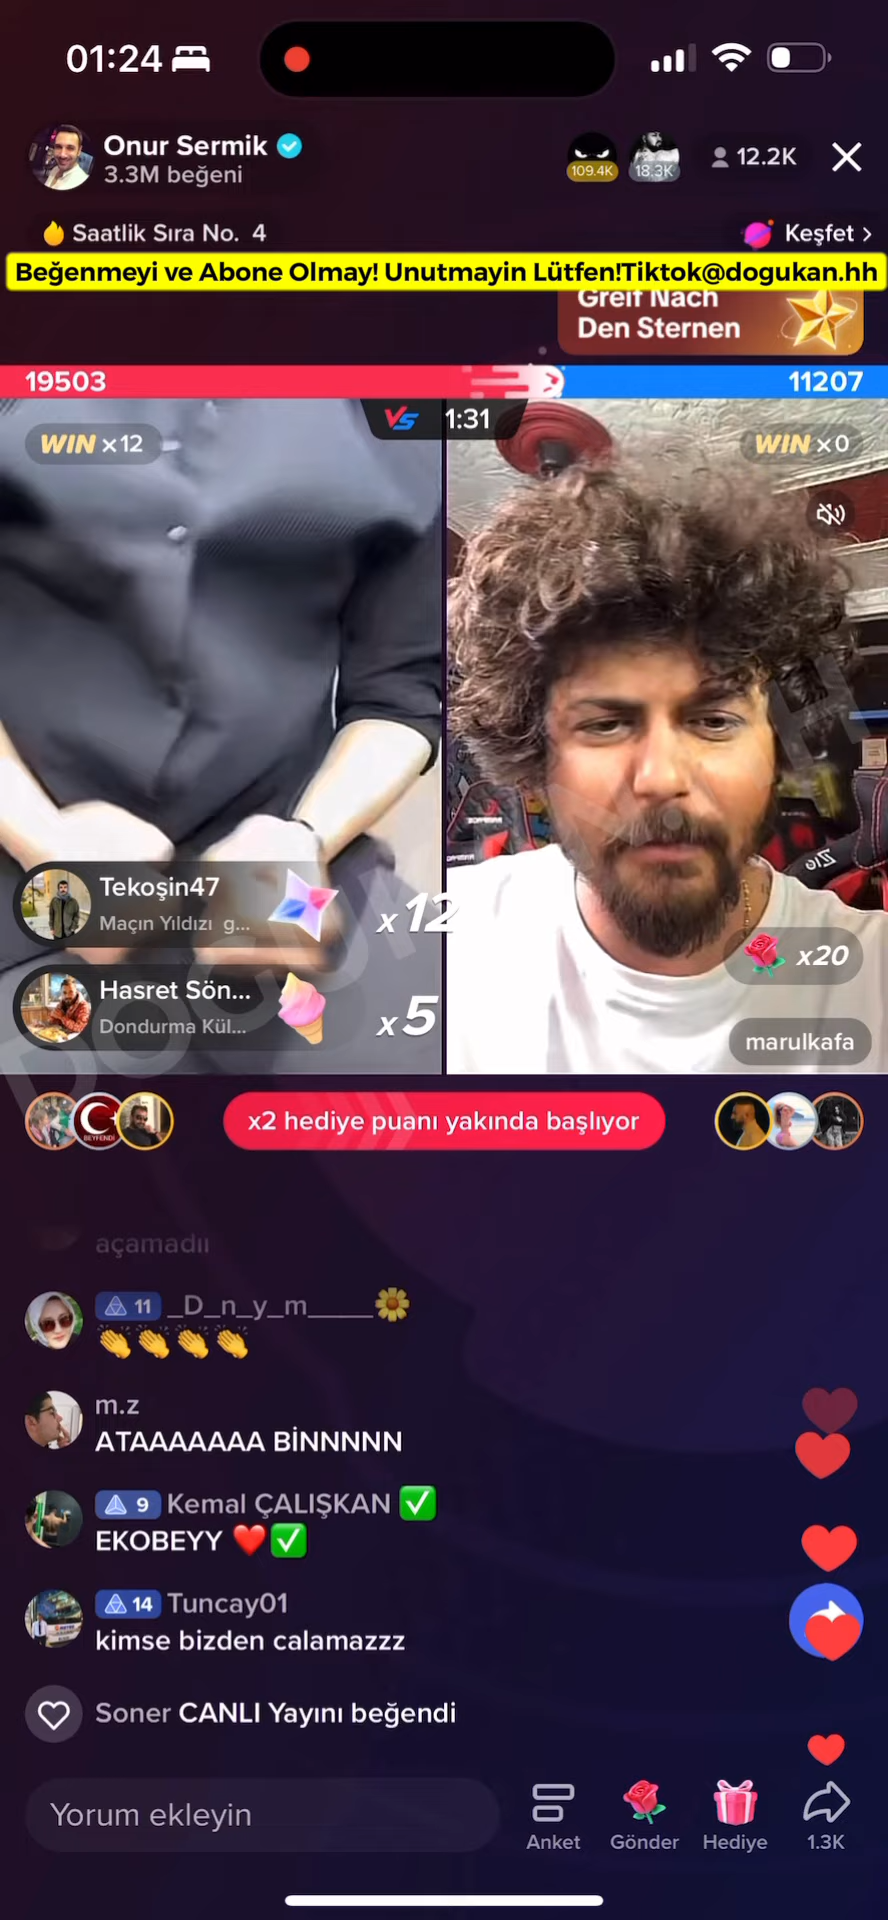 01:24
Onur Sermik
3.3M beğeni
109.4K
18.3K
12.2K
Saatlik Sıra No. 4
Keşfet >
Beğenmeyi ve Abone Olmay! Unutmayin Lütfen!Tiktok@dogukan.hh
Greif Nach
Den Sternen
19503
11207
WIN x12
VS 1:31
WIN x0
Tekoşin47
Maçın Yıldızı g...
x12
Hasret Sön...
Dondurma Kül...
x5
x20
marulkafa
BEYFENDİ
x2 hediye puanı yakında başlıyor
açamadıı
11 _D_n_y_m_____
m.z
ATAAAAAAA BİNNNNN
9 Kemal ÇALIŞKAN
EKOBEYY
14 Tuncay01
kimse bizden calamazzz
Soner CANLI Yayını beğendi
Yorum ekleyin
Anket
Gönder
Hediye
1.3K